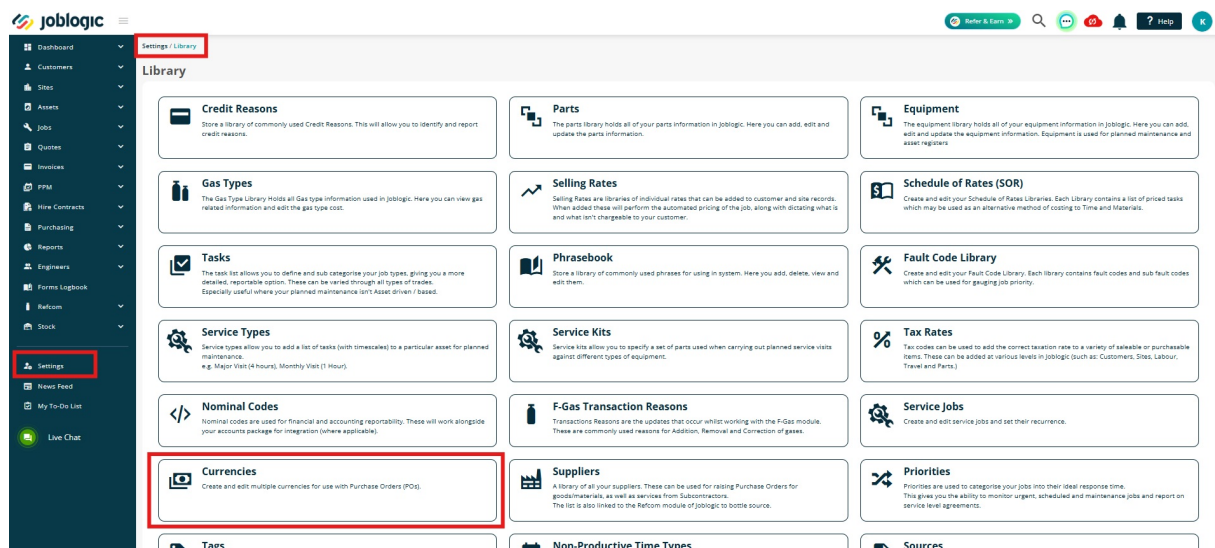 joblogic
Refer & Earn »
? Help
K
Dashboard
Customers
Sites
Assets
Jobs
Quotes
Invoices
PPM
Hire Contracts
Purchasing
Reports
Engineers
Forms Logbook
Refcom
Stock
Settings
News Feed
My To-Do List
Live Chat
Settings / Library
Library
Credit Reasons
Store a library of commonly used Credit Reasons. This will allow you to identify and report
credit reasons.
Parts
The parts library holds all of your parts information in Joblogic. Here you can add, edit and
update the parts information.
Equipment
The equipment library holds all of your equipment information in Joblogic. Here you can add,
edit and update the equipment information. Equipment is used for planned maintenance and
asset registers
Gas Types
The Gas Type Library Holds all Gas type information used in Joblogic. Here you can view gas
related information and edit the gas type cost.
Selling Rates
Selling Rates are libraries of individual rates that can be added to customer and site records.
When added these will perform the automated pricing of the job, along with dictating what is
and what isn't chargeable to your customer.
Schedule of Rates (SOR)
Create and edit your Schedule of Rates Libraries. Each Library contains a list of priced tasks
which may be used as an alternative method of costing to Time and Materials.
Tasks
The task list allows you to define and sub categorise your job types, giving you a more
detailed, reportable option. These can be varied through all types of trades.
Especially useful where your planned maintenance isn't Asset driven / based.
Phrasebook
Store a library of commonly used phrases for using in system. Here you add, delete, view and
edit them.
Fault Code Library
Create and edit your Fault Code Library. Each library contains fault codes and sub fault codes
which can be used for gauging job priority.
Service Types
Service types allow you to add a list of tasks (with timescales) to a particular asset for planned
maintenance.
e.g. Major Visit (4 hours), Monthly Visit (1 Hour).
Service Kits
Service kits allow you to specify a set of parts used when carrying out planned service visits
against different types of equipment.
Tax Rates
Tax codes can be used to add the correct taxation rate to a variety of saleable or purchasable
items. These can be added at various levels in Joblogic (such as: Customers, Sites, Labour,
Travel and Parts.)
Nominal Codes
Nominal codes are used for financial and accounting reportability. These will work alongside
your accounts package for integration (where applicable).
F-Gas Transaction Reasons
Transactions Reasons are the updates that occur whilst working with the F-Gas module.
These are commonly used reasons for Addition, Removal and Correction of gases.
Service Jobs
Create and edit service jobs and set their recurrence.
Currencies
Create and edit multiple currencies for use with Purchase Orders (POs).
Suppliers
A library of all your suppliers. These can be used for raising Purchase Orders for
goods/materials, as well as services from Subcontractors.
The list is also linked to the Refcom module of Joblogic to bottle source.
Priorities
Priorities are used to categorise your jobs into their ideal response time.
This gives you the ability to monitor urgent, scheduled and maintenance jobs and report on
service level agreements.
Tags
Non-Productive Time Types
Sources